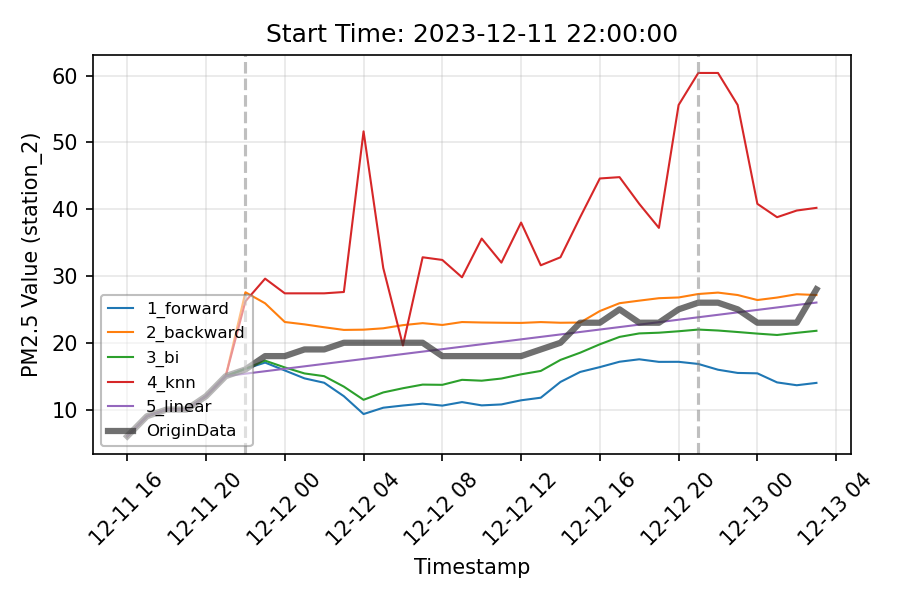 Start Time: 2023-12-11 22:00:00
PM2.5 Value (station_2)
60
50
40
30
20
10
1_forward
2_backward
3_bi
4_knn
5_linear
OriginData
12-11 16
12-11 20
12-12 00
12-12 04
12-12 08
12-12 12
12-12 16
12-12 20
12-13 00
12-13 04
Timestamp